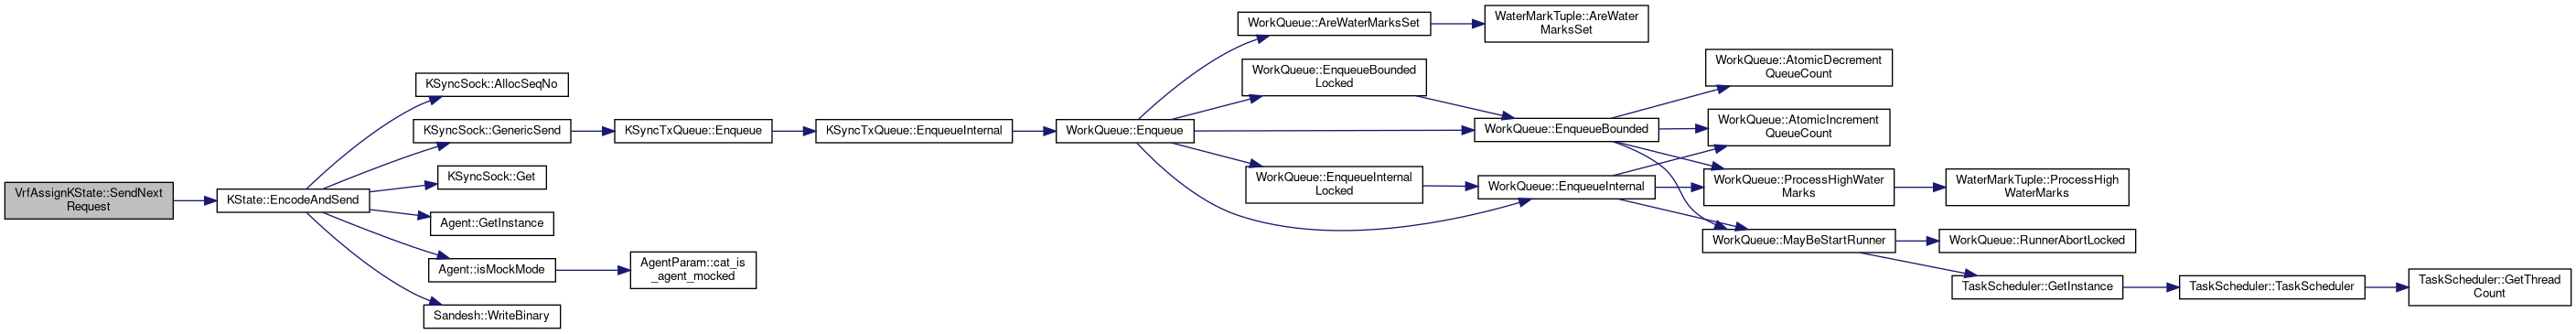 VrfAssignKState::SendNext
Request
KState::EncodeAndSend
KSyncSock::AllocSeqNo
KSyncSock::GenericSend
KSyncSock::Get
Agent::GetInstance
Agent::isMockMode
Sandesh::WriteBinary
KSyncTxQueue::Enqueue
AgentParam::cat_is
_agent_mocked
KSyncTxQueue::EnqueueInternal
WorkQueue::Enqueue
WorkQueue::AreWaterMarksSet
WorkQueue::EnqueueBounded
Locked
WorkQueue::EnqueueInternal
Locked
WaterMarkTuple::AreWater
MarksSet
WorkQueue::EnqueueBounded
WorkQueue::EnqueueInternal
WorkQueue::AtomicDecrement
QueueCount
WorkQueue::AtomicIncrement
QueueCount
WorkQueue::ProcessHighWater
Marks
WorkQueue::MayBeStartRunner
WaterMarkTuple::ProcessHigh
WaterMarks
WorkQueue::RunnerAbortLocked
TaskScheduler::GetInstance
TaskScheduler::TaskScheduler
TaskScheduler::GetThread
Count